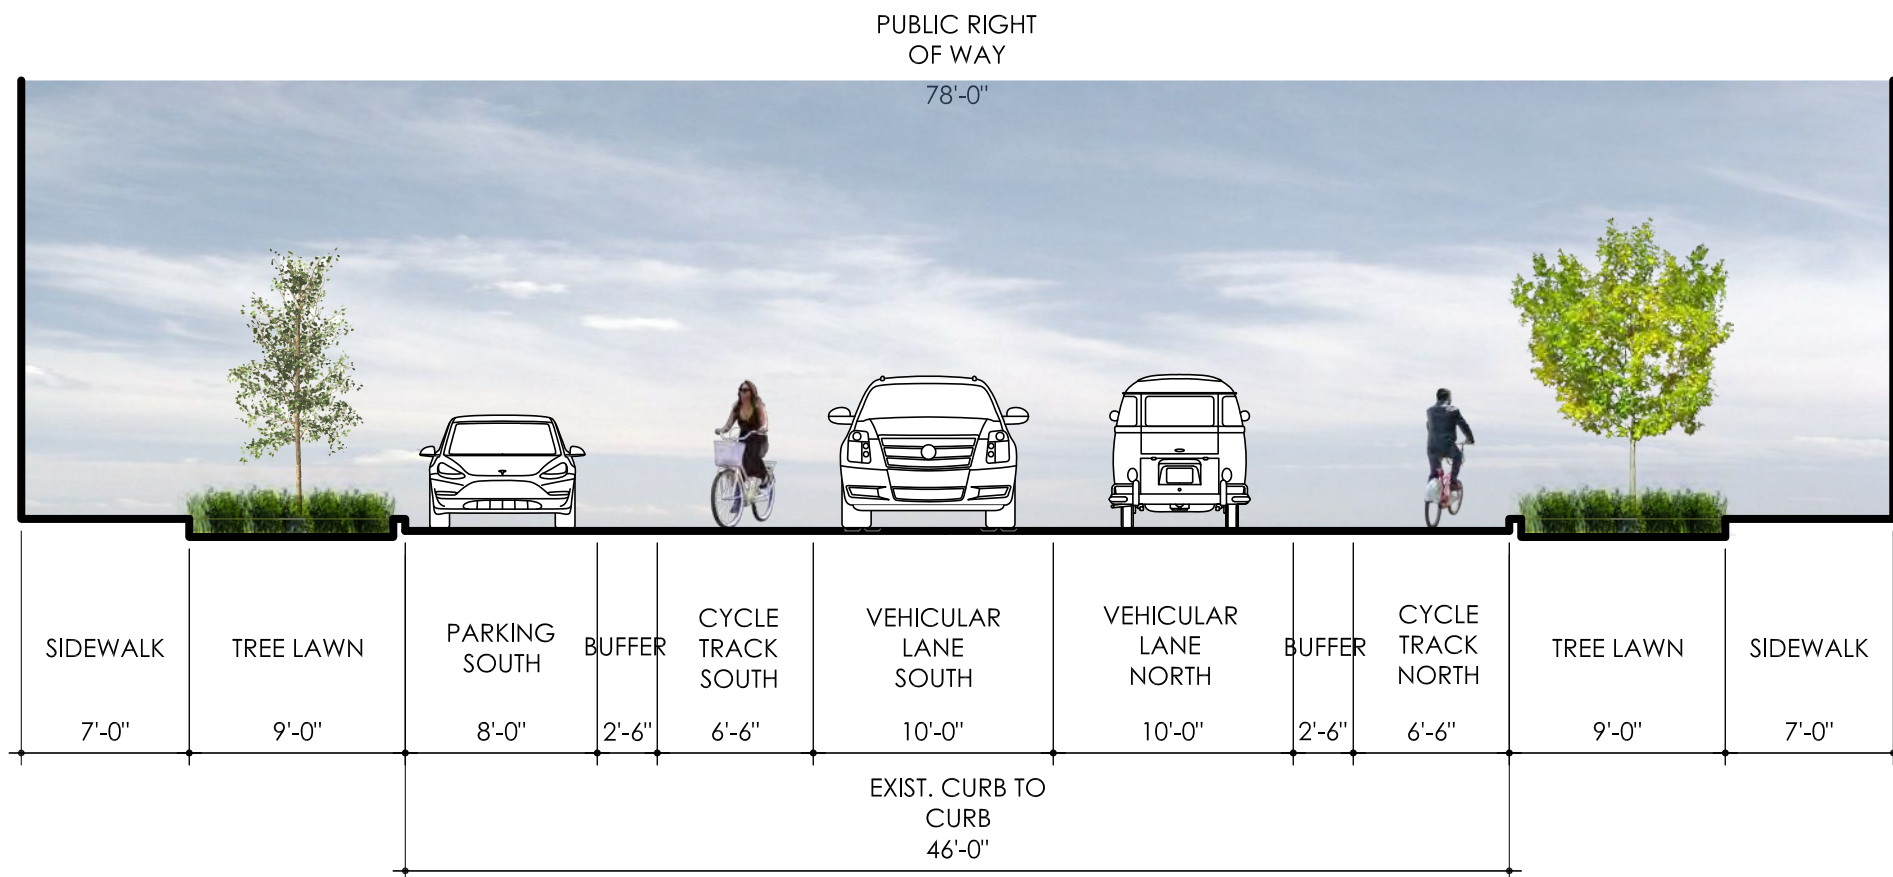 PUBLIC RIGHT
OF WAY
78'-0"
SIDEWALK
7'-0"
TREE LAWN
9'-0"
PARKING
SOUTH
8'-0"
BUFFER
2'-6"
CYCLE
TRACK
SOUTH
6'-6"
VEHICULAR
LANE
SOUTH
10'-0"
VEHICULAR
LANE
NORTH
10'-0"
BUFFER
2'-6"
CYCLE
TRACK
NORTH
6'-6"
TREE LAWN
9'-0"
SIDEWALK
7'-0"
EXIST. CURB TO
CURB
46'-0"